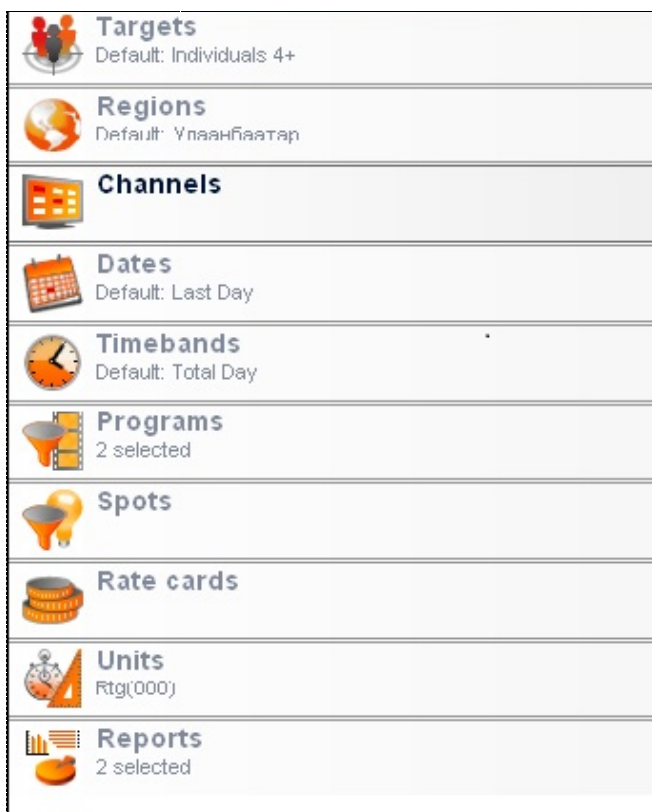 Targets
Default: Individuals 4+
Regions
Default: Улаанбаатар
Channels
Dates
Default: Last Day
Timebands
Default: Total Day
Programs
2 selected
Spots
Rate cards
Units
Rtg(000)
Reports
2 selected